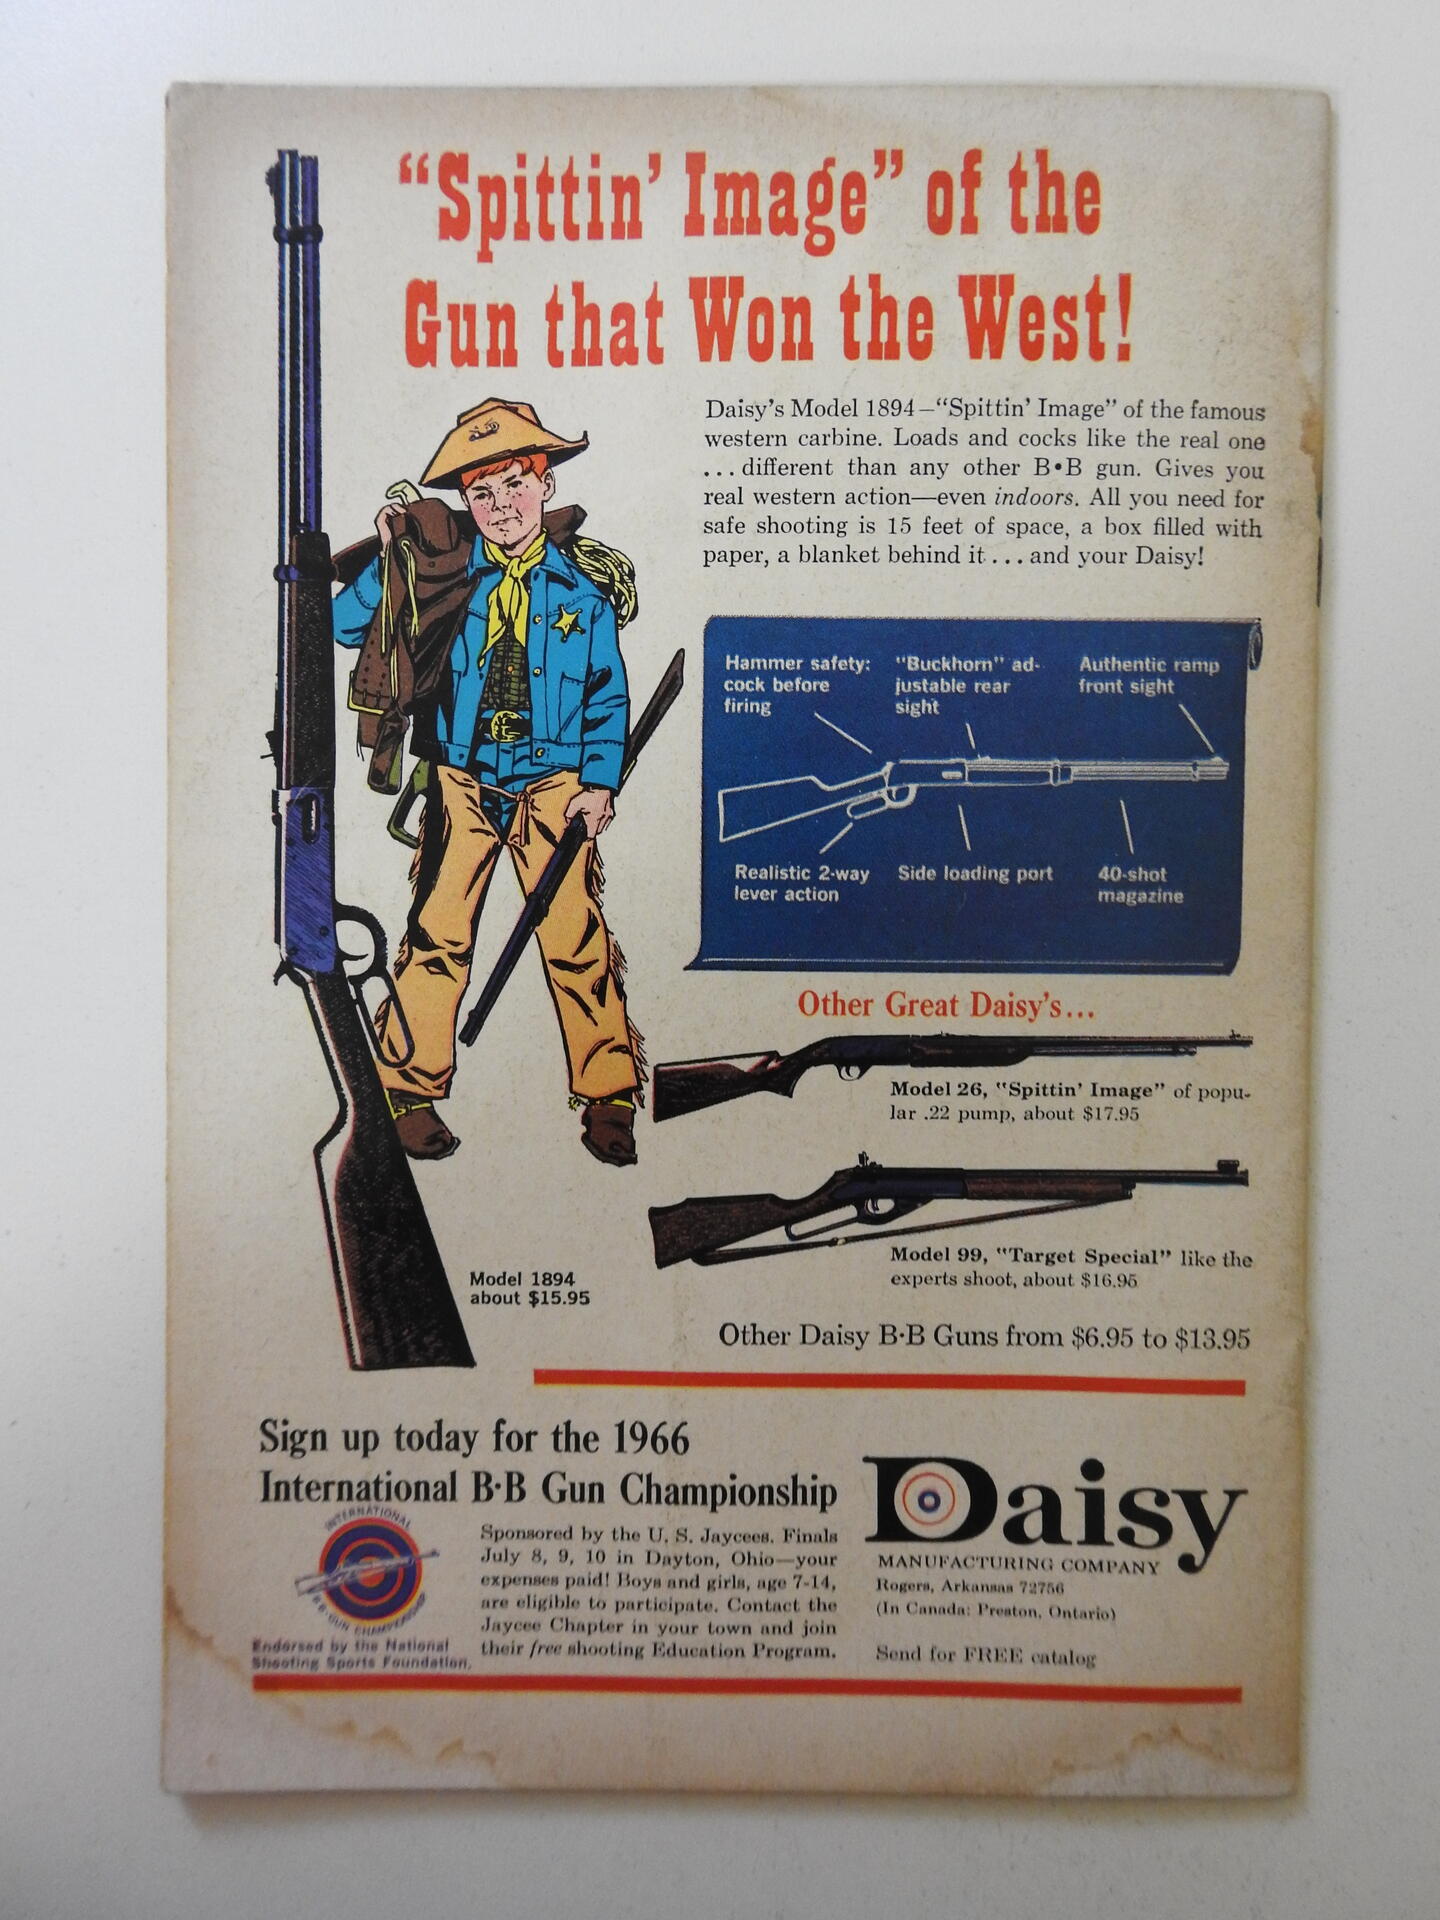 “Spittin’ Image” of the
Gun that Won the West!
Daisy’s Model 1894–“Spittin’ Image” of the famous
western carbine. Loads and cocks like the real one
...different than any other B•B gun. Gives you
real western action—even indoors. All you need for
safe shooting is 15 feet of space, a box filled with
paper, a blanket behind it...and your Daisy!
Hammer safety:
cock before
firing
"Buckhorn" ad-
justable rear
sight
Authentic ramp
front sight
Realistic 2-way
lever action
Side loading port
40-shot
magazine
Other Great Daisy’s...
Model 26, "Spittin’ Image" of popu-
lar .22 pump, about $17.95
Model 99, "Target Special" like the
experts shoot, about $16.95
Model 1894
about $15.95
Other Daisy B·B Guns from $6.95 to $13.95
Sign up today for the 1966
International B·B Gun Championship
INTERNATIONAL
B·B·GUN CHAMPIONSHIP
Endorsed by the National
Shooting Sports Foundation.
Sponsored by the U. S. Jaycees. Finals
July 8, 9, 10 in Dayton, Ohio—your
expenses paid! Boys and girls, age 7-14,
are eligible to participate. Contact the
Jaycee Chapter in your town and join
their free shooting Education Program.
Daisy
MANUFACTURING COMPANY
Rogers, Arkansas 72756
(In Canada: Preston, Ontario)
Send for FREE catalog